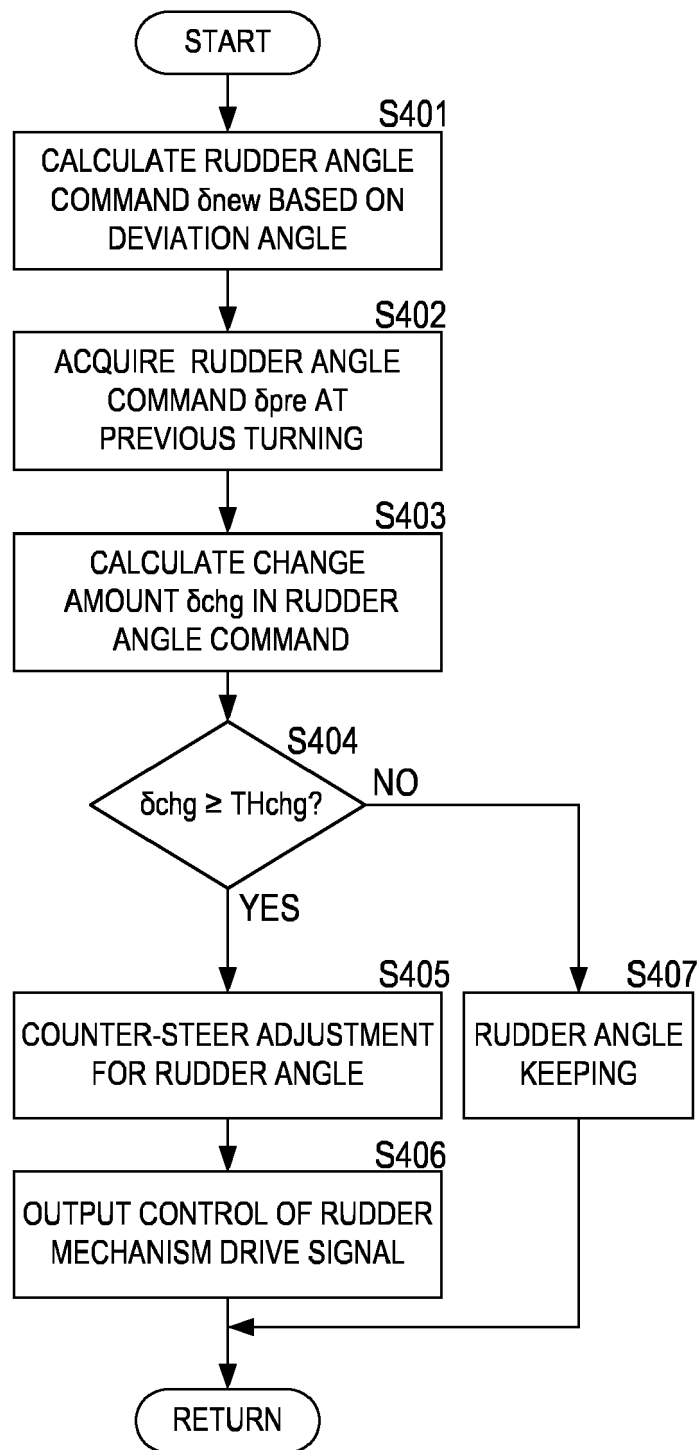 START
S401
CALCULATE RUDDER ANGLE
COMMAND δnew BASED ON
DEVIATION ANGLE
S402
ACQUIRE RUDDER ANGLE
COMMAND δpre AT
PREVIOUS TURNING
S403
CALCULATE CHANGE
AMOUNT δchg IN RUDDER
ANGLE COMMAND
S404
δchg ≥ THchg?
NO
YES
S405
COUNTER-STEER ADJUSTMENT
FOR RUDDER ANGLE
S407
RUDDER ANGLE
KEEPING
S406
OUTPUT CONTROL OF RUDDER
MECHANISM DRIVE SIGNAL
RETURN